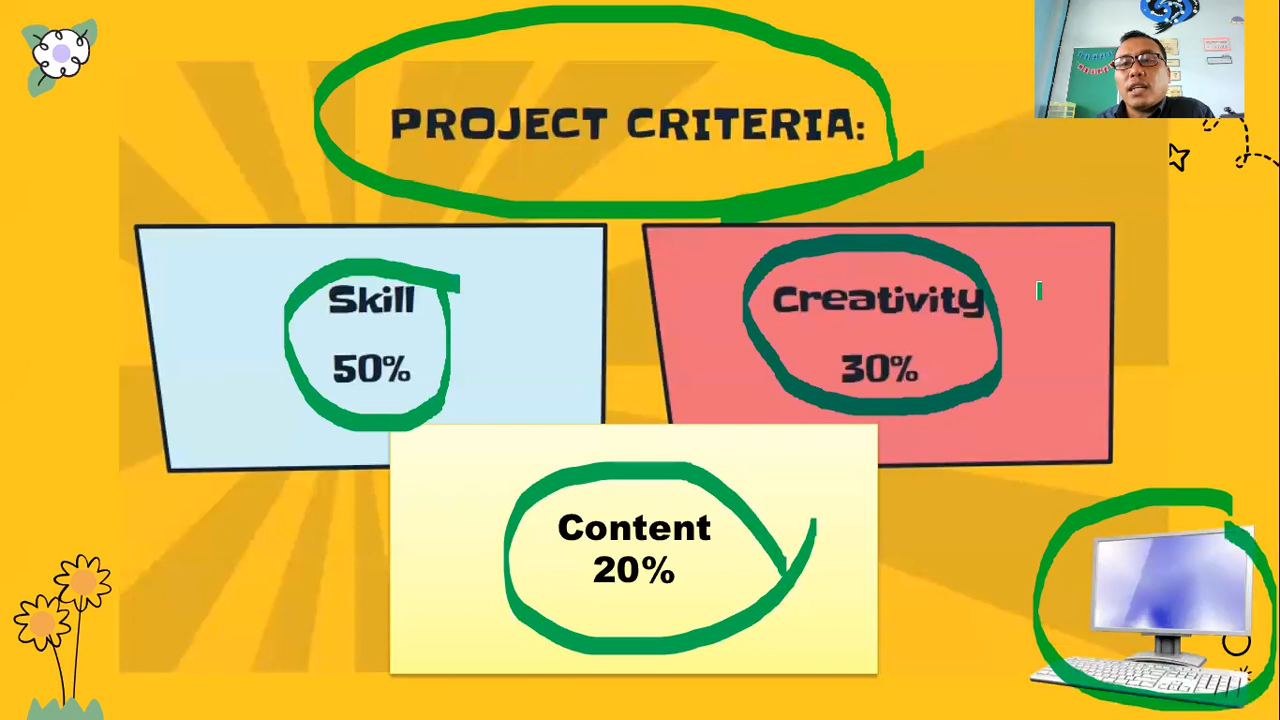 PROJECT CRITERIA:
Skill
50%
Creativity
30%
Content
20%